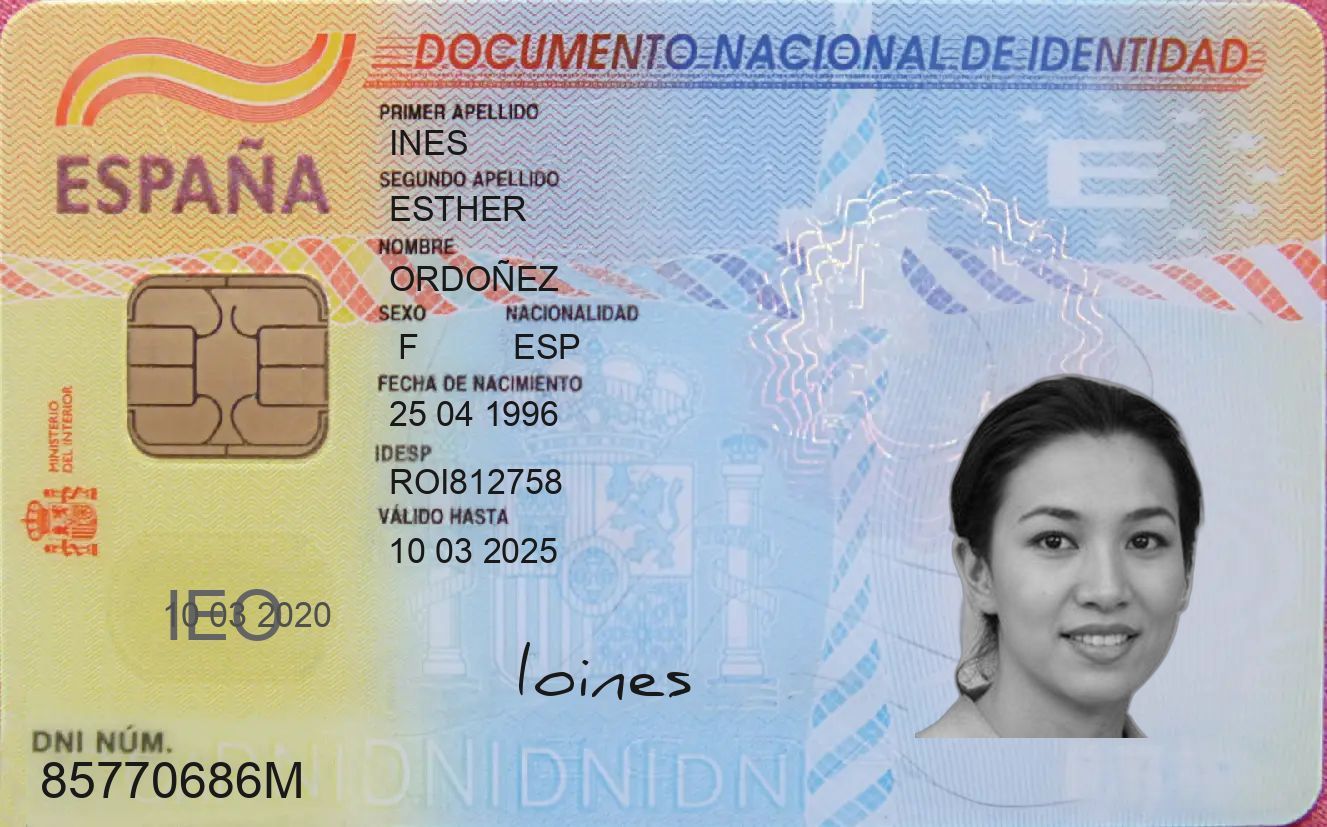 DOCUMENTO NACIONAL DE IDENTIDAD
ESPAÑA
PRIMER APELLIDO
INES
SEGUNDO APELLIDO
ESTHER
NOMBRE
ORDOÑEZ
SEXO NACIONALIDAD
F ESP
FECHA DE NACIMIENTO
25 04 1996
IDESP
ROI812758
VÁLIDO HASTA
10 03 2025
MINISTERIO
DEL INTERIOR
IEO
10 03 2020
loines
DNI NÚM.
85770686M
DNIDNIDNIDNI
E